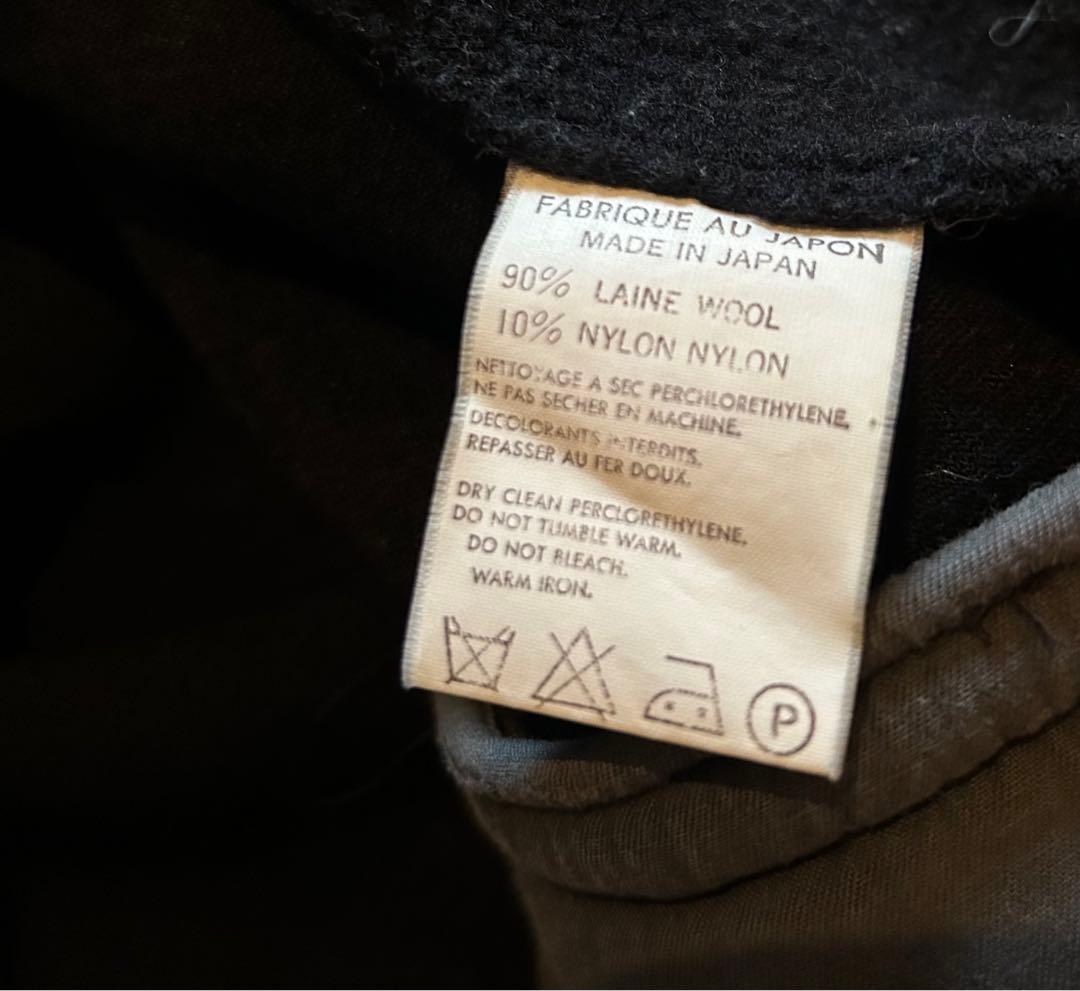 FABRIQUE AU JAPON
MADE IN JAPAN
90% LAINE WOOL
10% NYLON NYLON
NETTOYAGE A SEC PERCHLORETHYLENE.
NE PAS SECHER EN MACHINE.
DECOLORANTS INTERDITS.
REPASSER AU FER DOUX.
DRY CLEAN PERCLORETHYLENE.
DO NOT TUMBLE WARM.
DO NOT BLEACH.
WARM IRON.
P